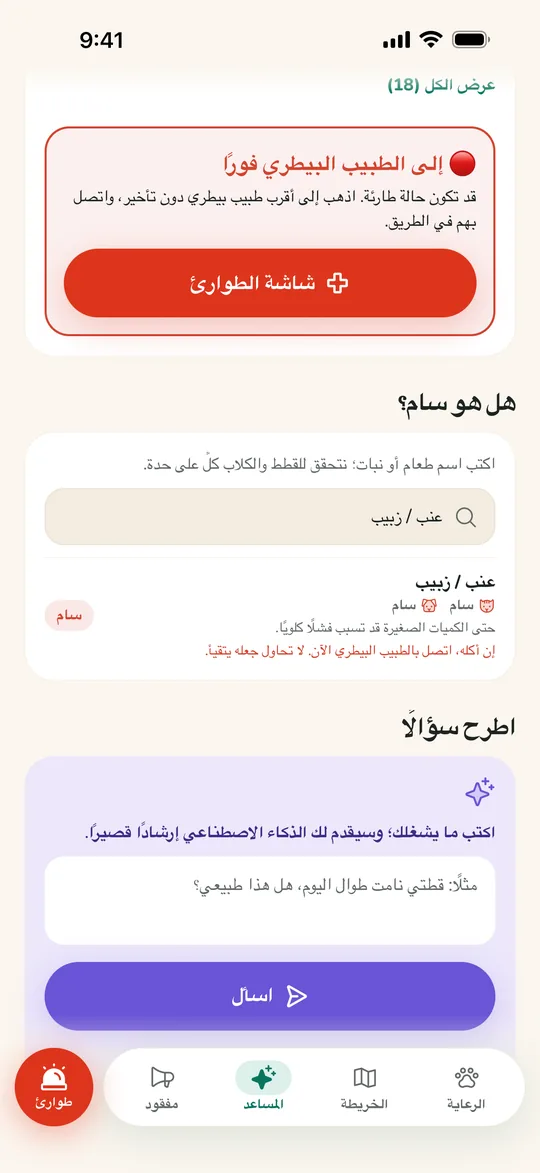 9:41
عرض الكل (18)
إلى الطبيب البيطري فورًا
قد تكون حالة طارئة. اذهب إلى أقرب طبيب بيطري دون تأخير، واتصل
بهم في الطريق.
شاشة الطوارئ
هل هو سام؟
اكتب اسم طعام أو نبات؛ نتحقق للقطط والكلاب كلٌ على حدة.
عنب / زبيب
عنب / زبيب
سام سام
سام
حتى الكميات الصغيرة قد تسبب فشلًا كلويًا.
إن أكله، اتصل بالطبيب البيطري الآن. لا تحاول جعله يتقيأ.
اطرح سؤالًا
اكتب ما يشغلك؛ وسيقدم لك الذكاء الاصطناعي إرشادًا قصيرًا.
مثلًا: قطتي نامت طوال اليوم، هل هذا طبيعي؟
اسأل
الرعاية
الخريطة
المساعد
مفقود
طوارئ